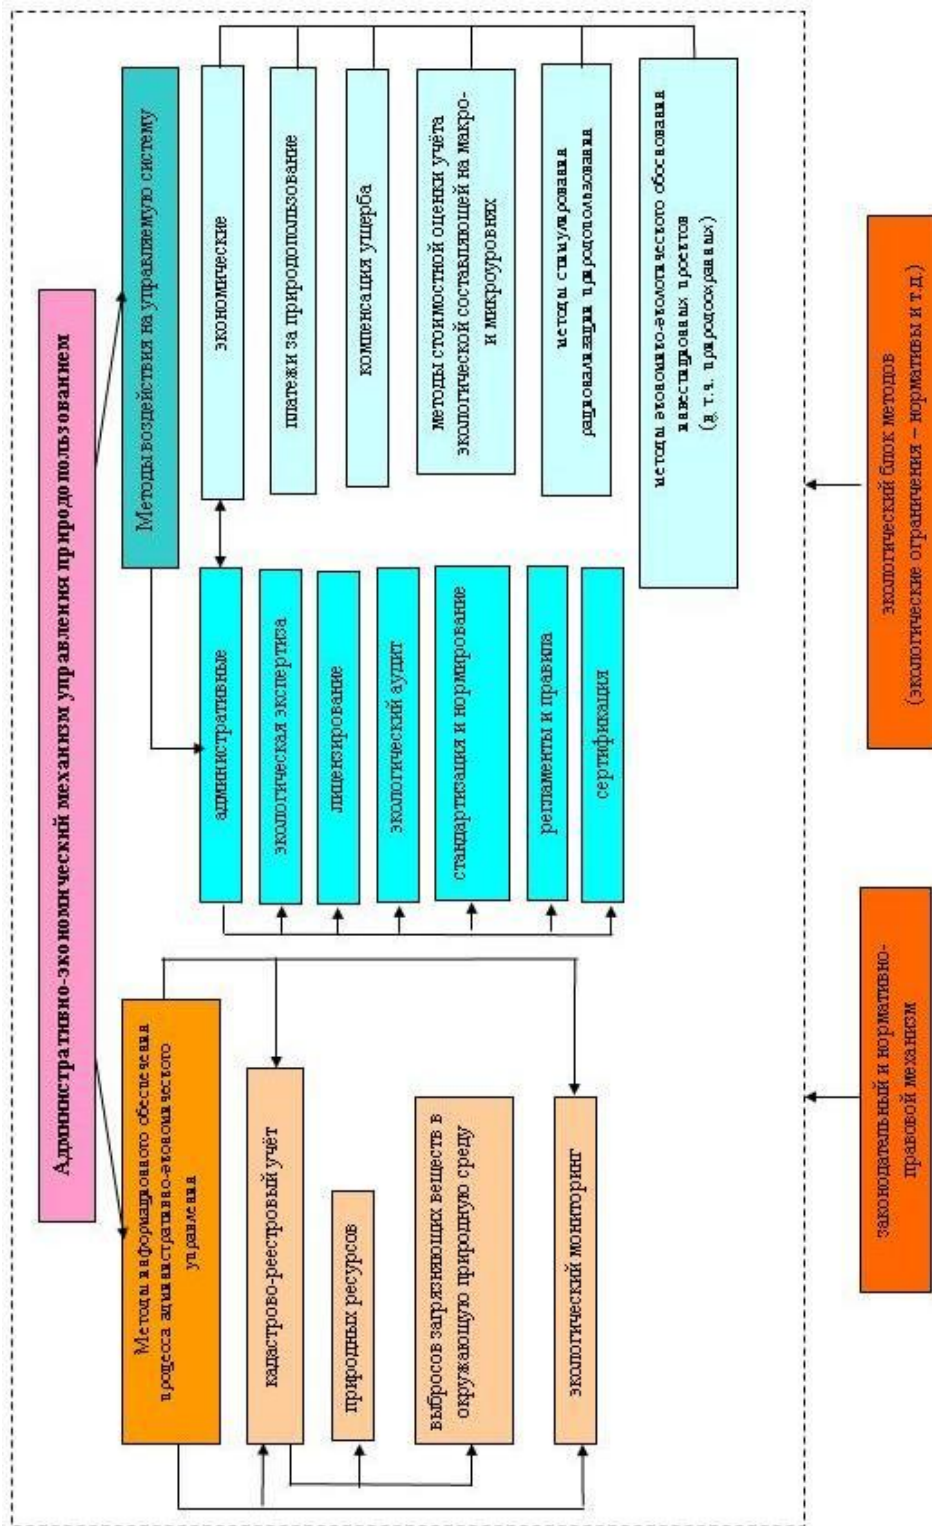 Административно-экономический механизм управления природопользованием
Методы информационного обеспечения
процесса административно-экономического
управления
Методы воздействия на управляемую систему
кадастрово-реестровый учёт
природных ресурсов
выбросов загрязняющих веществ в
окружающую природную среду
экологический мониторинг
административные
экологическая экспертиза
лицензирование
экологический аудит
стандартизация и нормирование
регламенты и правила
сертификация
экономические
платежи за природопользование
компенсация ущерба
методы стоимостной оценки учёта
экологической составляющей на макро-
и микроуровнях
методы стимулирования
рационализации природопользования
методы экономико-экологического обоснования
инвестиционных проектов
(в т.ч. природоохранных)
законодательный и нормативно-
правовой механизм
экологический блок методов
(экологические ограничения – нормативы и т.д.)